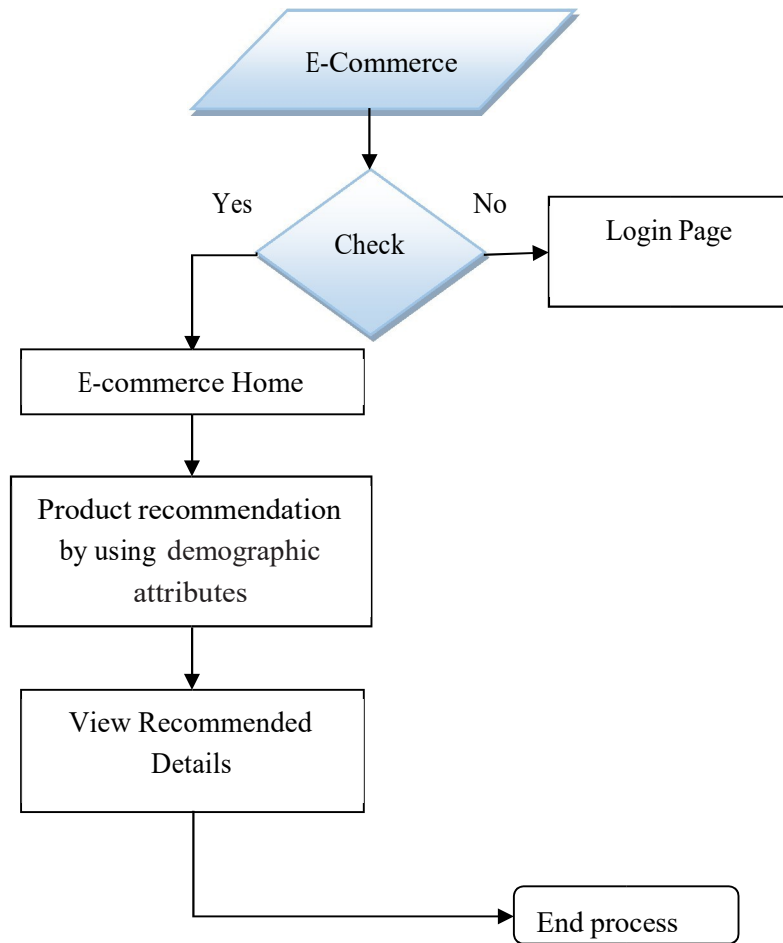 E-Commerce
Yes
No
Check
Login Page
E-commerce Home
Product recommendation
by using demographic
attributes
View Recommended
Details
End process